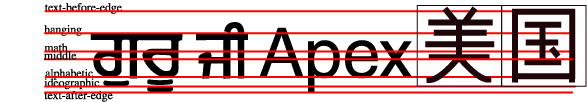 text-before-edge
hanging
math
middle
alphabetic
ideographic
text-after-edge
ਗੁਰੂ ਜੀ Apex 美国